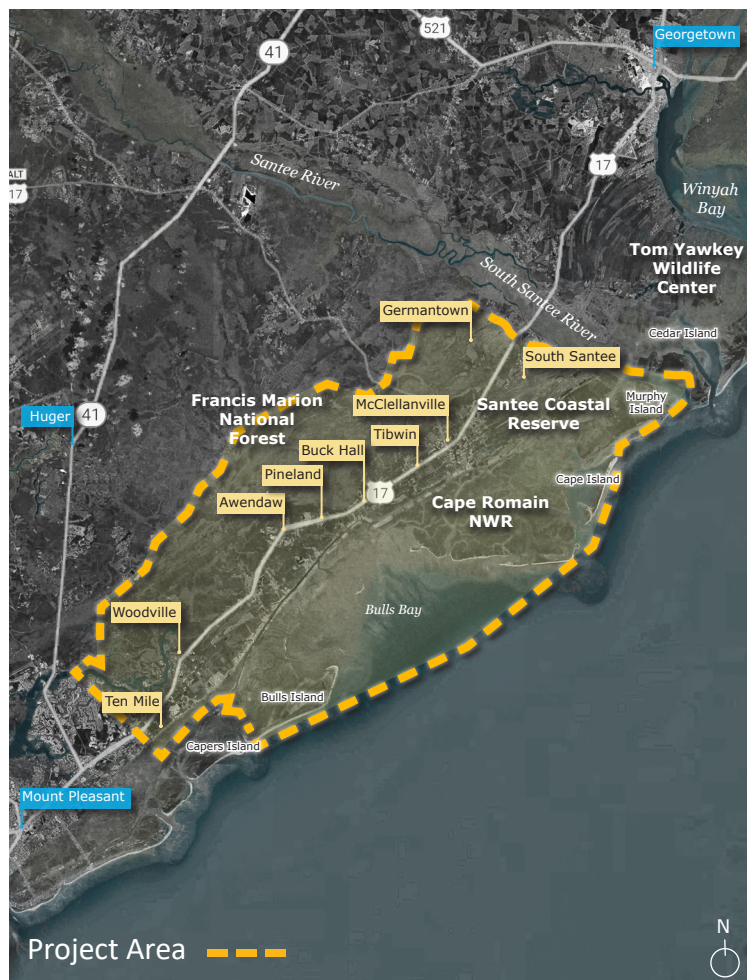 521
Georgetown
41
17
ALT
17
Santee River
Winyah
Bay
Tom Yawkey
Wildlife
Center
South Santee River
Germantown
Cedar Island
South Santee
Francis Marion
National
Forest
McClellanville
Santee Coastal
Reserve
Murphy
Island
Huger
41
Tibwin
Buck Hall
Pineland
Cape Island
17
Awendaw
Cape Romain
NWR
Bulls Bay
Woodville
Ten Mile
Bulls Island
Capers Island
Mount Pleasant
N
Project Area